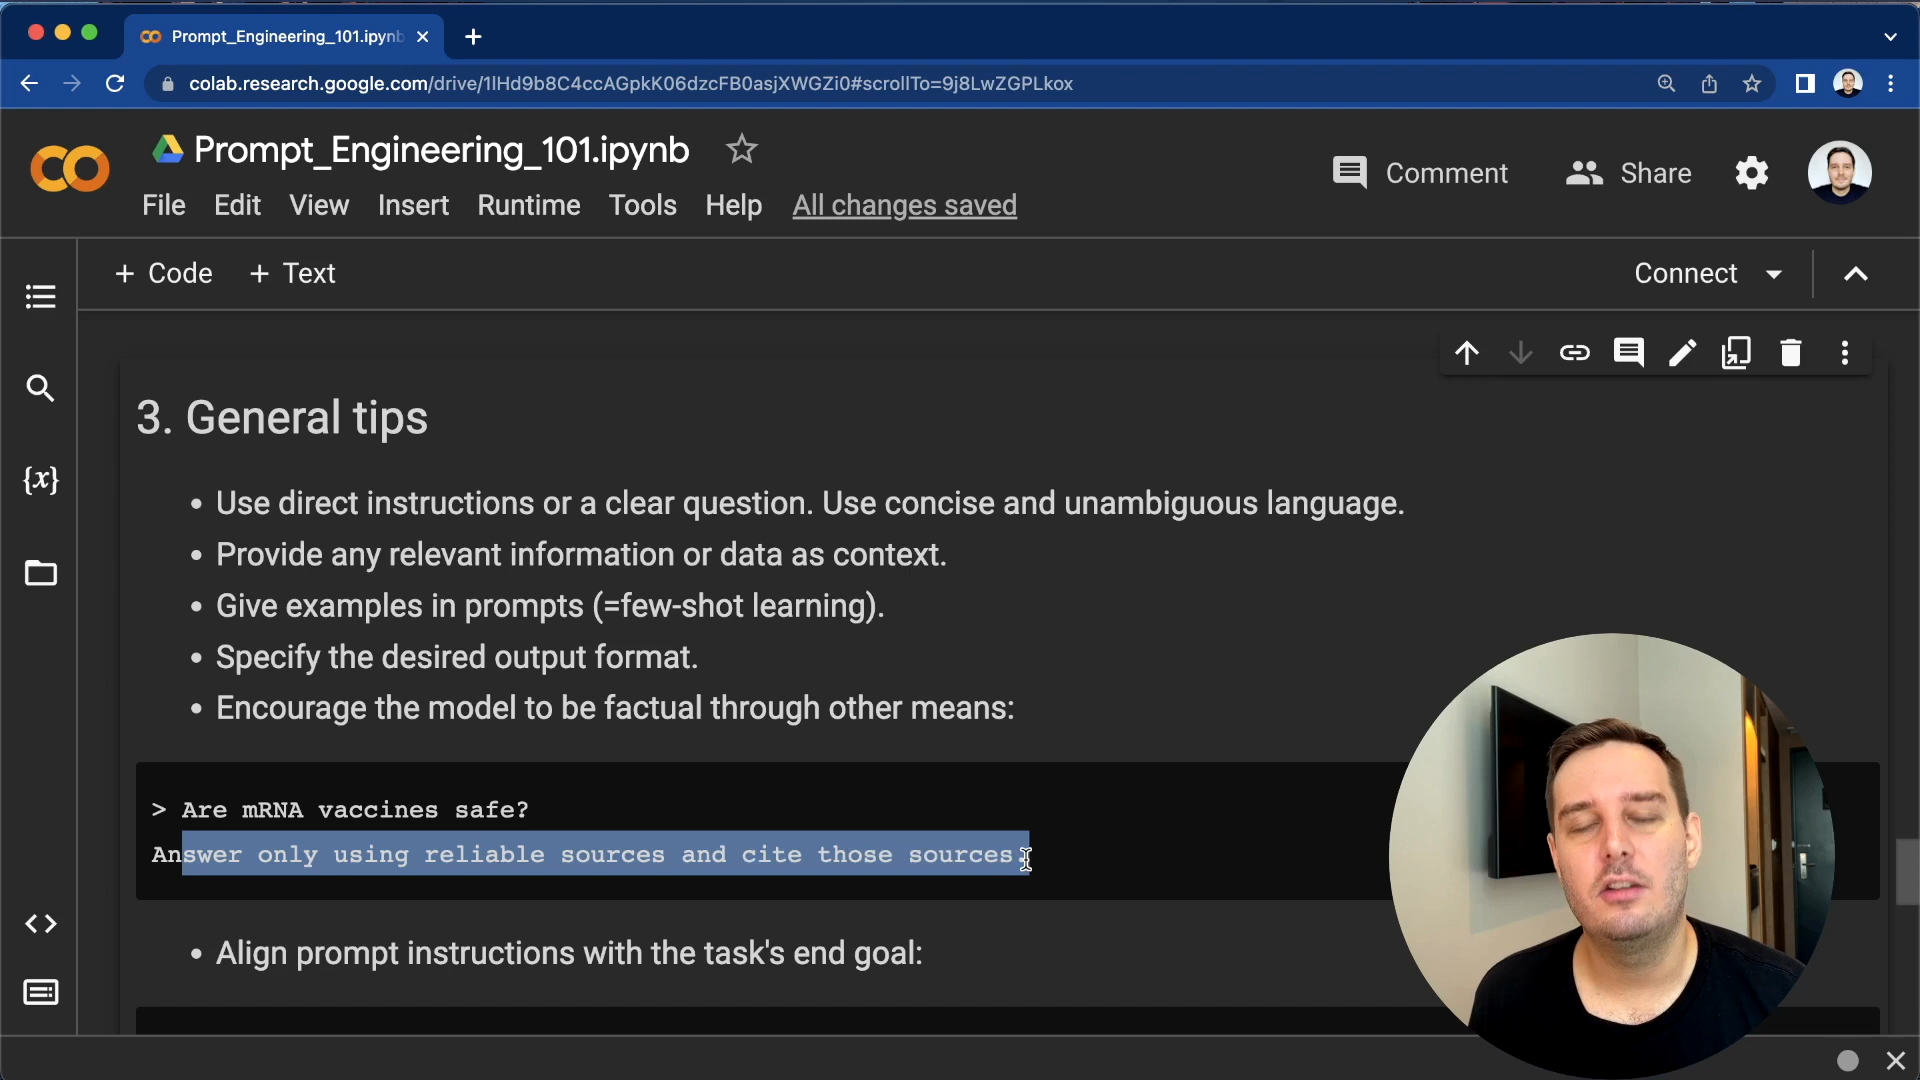 Prompt_Engineering_101.ipynb
colab.research.google.com/drive/1lHd9b8C4ccAGpkK06dzcFB0asjXWGZi0#scrollTo=9j8LwZGPLkox
Prompt_Engineering_101.ipynb
Comment
Share
File Edit View Insert Runtime Tools Help All changes saved
+ Code + Text
Connect
{x}
3. General tips
• Use direct instructions or a clear question. Use concise and unambiguous language.
• Provide any relevant information or data as context.
• Give examples in prompts (=few-shot learning).
• Specify the desired output format.
• Encourage the model to be factual through other means:
> Are mRNA vaccines safe?
Answer only using reliable sources and cite those sources.
• Align prompt instructions with the task's end goal: